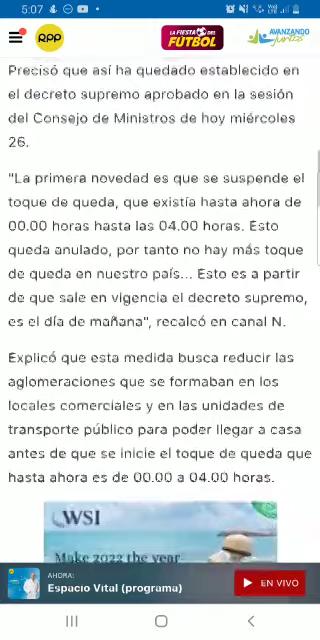 5:07
RPP
LA FIESTA DEL
FÚTBOL
AVANZANDO
juntos
Precisó que así ha quedado establecido en
el decreto supremo aprobado en la sesión
del Consejo de Ministros de hoy miércoles
26.
"La primera novedad es que se suspende el
toque de queda, que existía hasta ahora de
00.00 horas hasta las 04.00 horas. Esto
queda anulado, por tanto no hay más toque
de queda en nuestro país... Esto es a partir
de que sale en vigencia el decreto supremo,
es el día de mañana", recalcó en canal N.
Explicó que esta medida busca reducir las
aglomeraciones que se formaban en los
locales comerciales y en las unidades de
transporte público para poder llegar a casa
antes de que se inicie el toque de queda que
hasta ahora es de 00.00 a 04.00 horas.
WSI
Make 2022 the year
AHORA:
Espacio Vital (programa)
EN VIVO